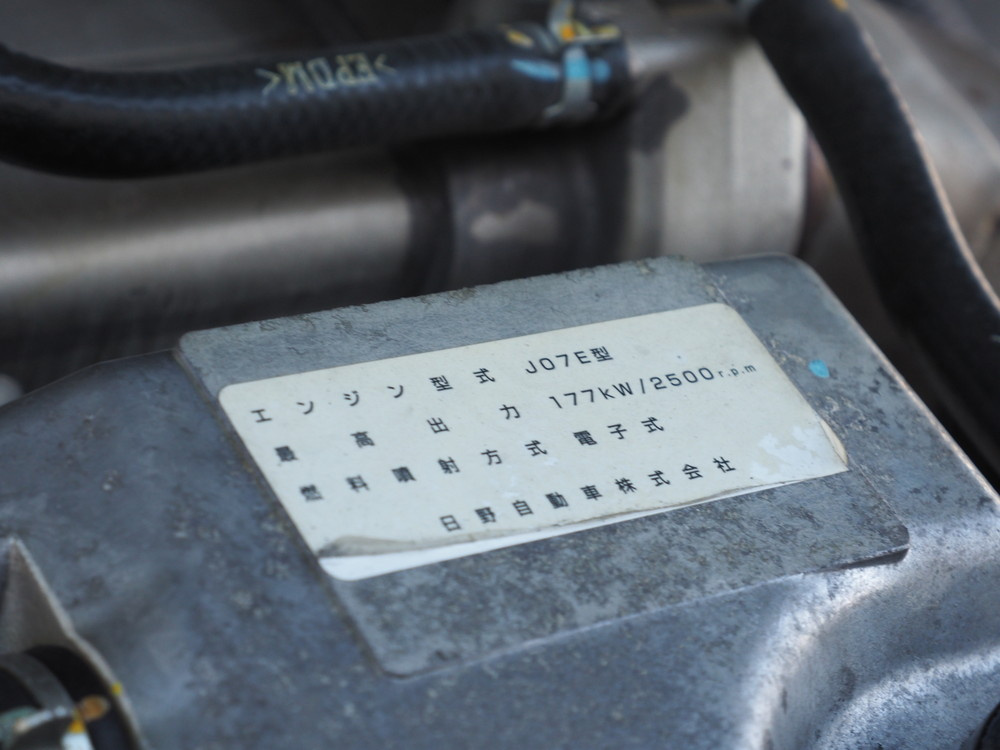 >EPDM<
エンジン型式 J07E型
最高出力 177kW/2500r.p.m
燃料噴射方式 電子式
日野自動車株式会社